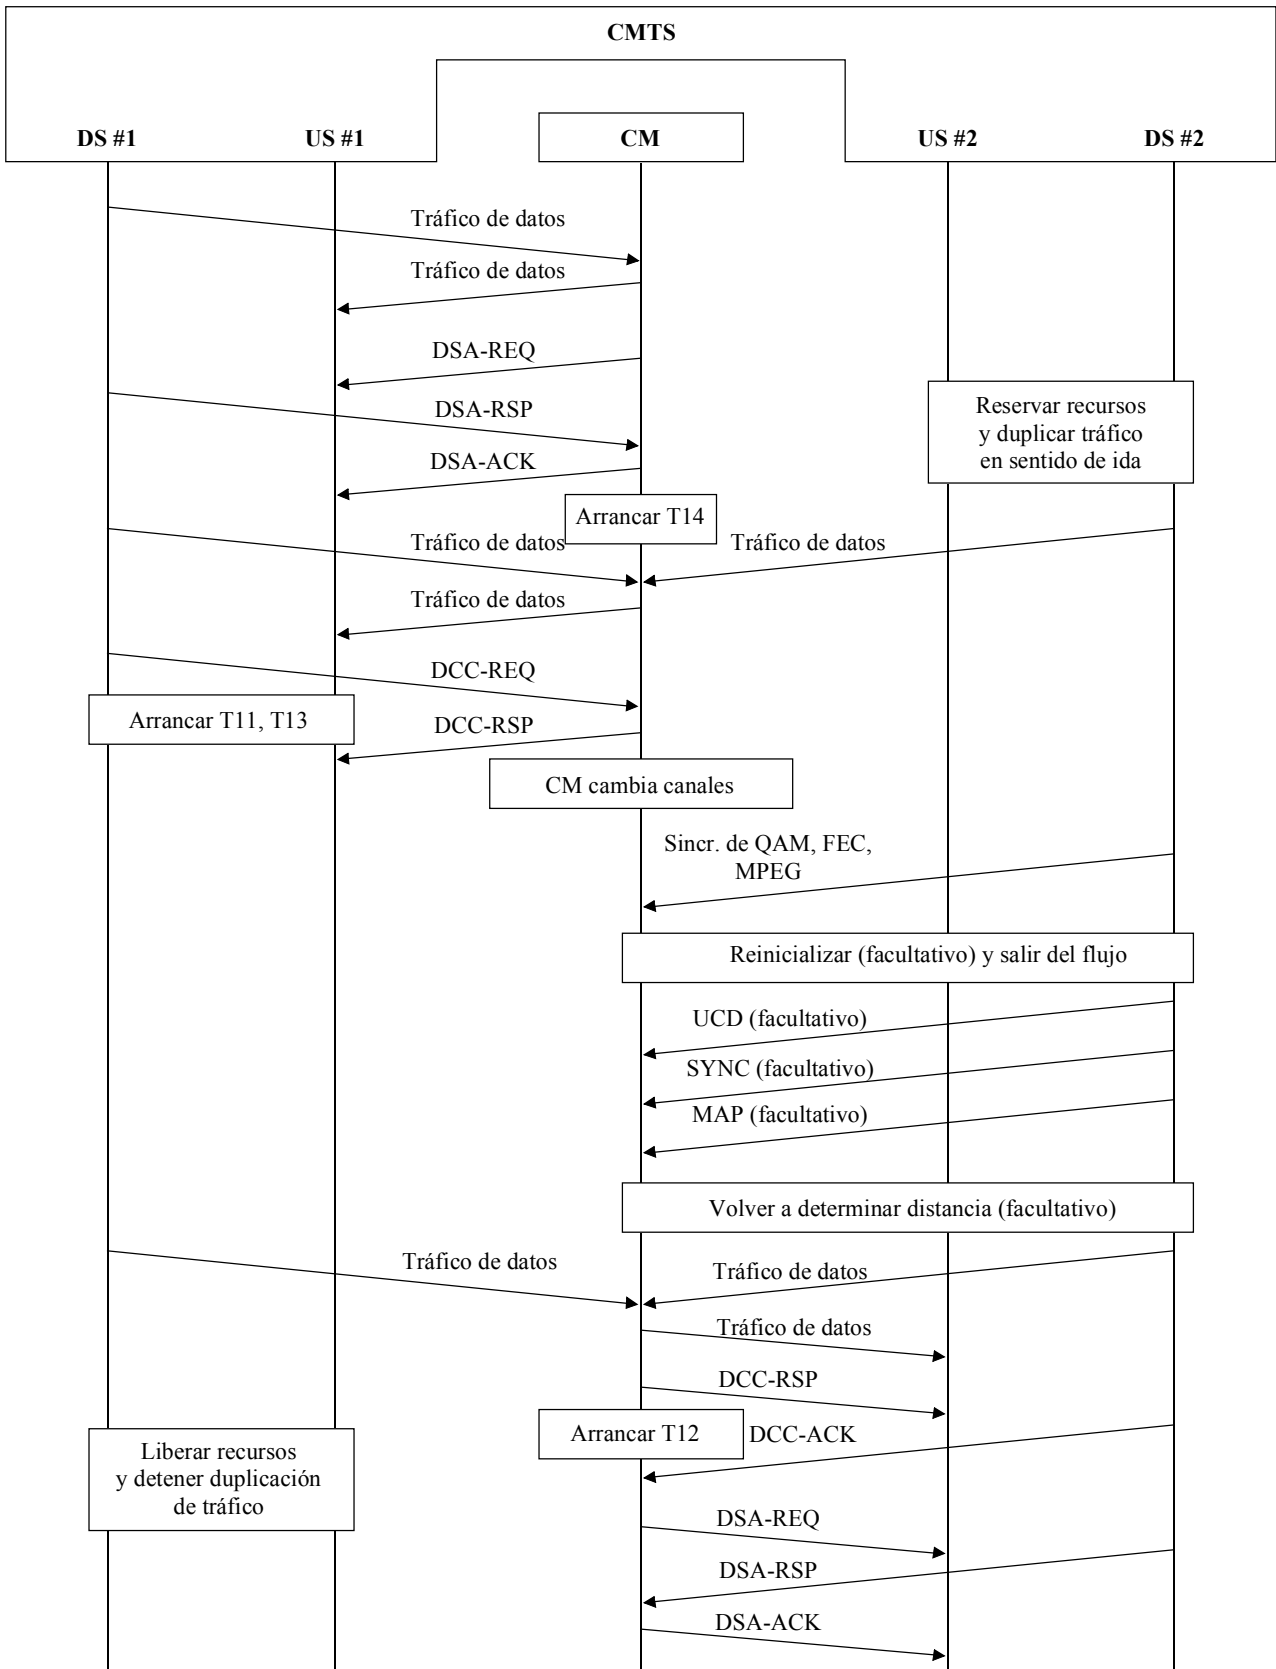 CMTS
DS #1
US #1
CM
US #2
DS #2
Tráfico de datos
Tráfico de datos
DSA-REQ
DSA-RSP
Reservar recursos
y duplicar tráfico
en sentido de ida
DSA-ACK
Arrancar T14
Tráfico de datos
Tráfico de datos
Tráfico de datos
DCC-REQ
Arrancar T11, T13
DCC-RSP
CM cambia canales
Sincr. de QAM, FEC,
MPEG
Reinicializar (facultativo) y salir del flujo
UCD (facultativo)
SYNC (facultativo)
MAP (facultativo)
Volver a determinar distancia (facultativo)
Tráfico de datos
Tráfico de datos
Tráfico de datos
DCC-RSP
Arrancar T12
DCC-ACK
Liberar recursos
y detener duplicación
de tráfico
DSA-REQ
DSA-RSP
DSA-ACK